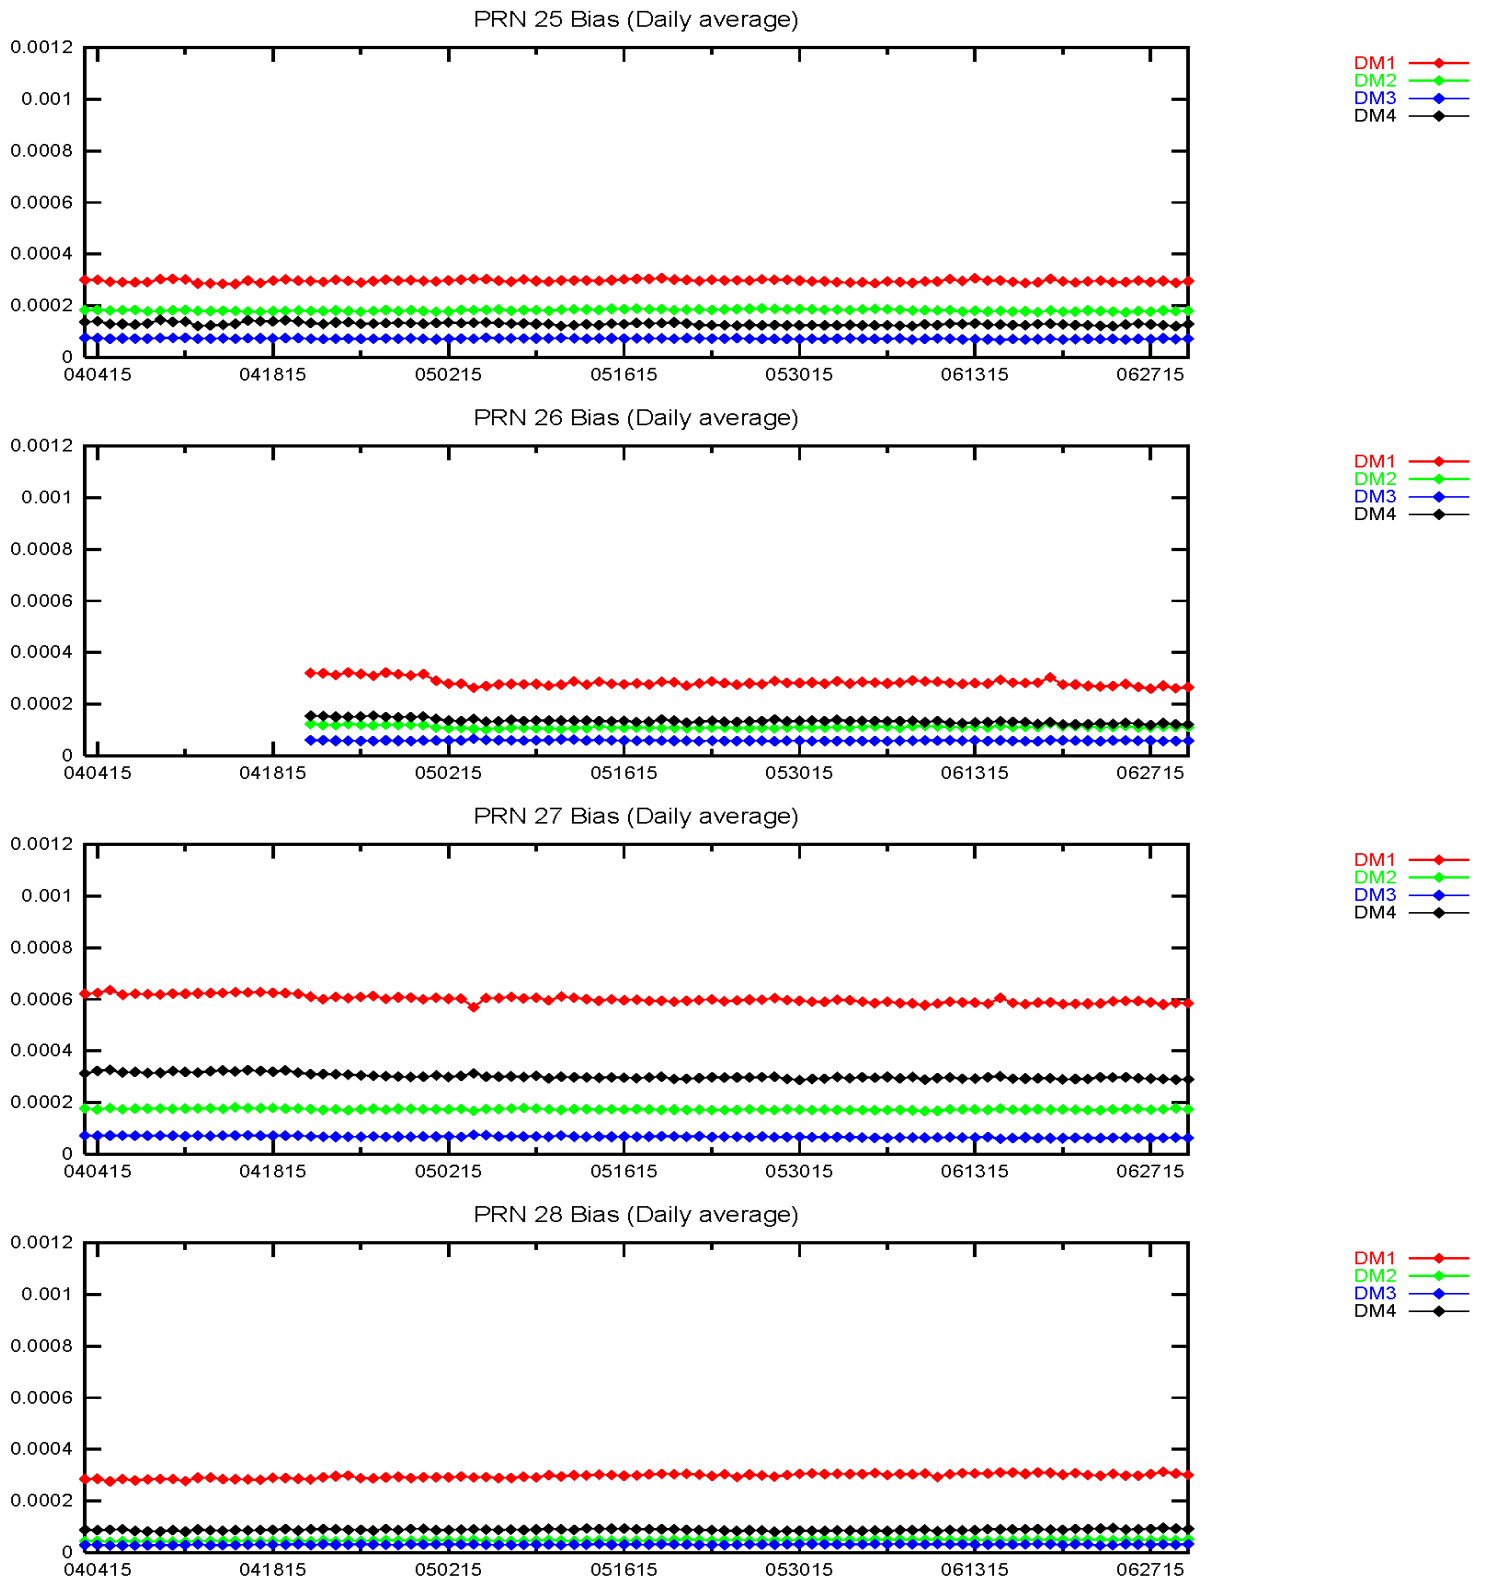 PRN 25 Bias (Daily average)
0.0012
0.001
0.0008
0.0006
0.0004
0.0002
0
040415 041815 050215 051615 053015 061315 062715
DM1
DM2
DM3
DM4
PRN 26 Bias (Daily average)
0.0012
0.001
0.0008
0.0006
0.0004
0.0002
0
040415 041815 050215 051615 053015 061315 062715
DM1
DM2
DM3
DM4
PRN 27 Bias (Daily average)
0.0012
0.001
0.0008
0.0006
0.0004
0.0002
0
040415 041815 050215 051615 053015 061315 062715
DM1
DM2
DM3
DM4
PRN 28 Bias (Daily average)
0.0012
0.001
0.0008
0.0006
0.0004
0.0002
0
040415 041815 050215 051615 053015 061315 062715
DM1
DM2
DM3
DM4